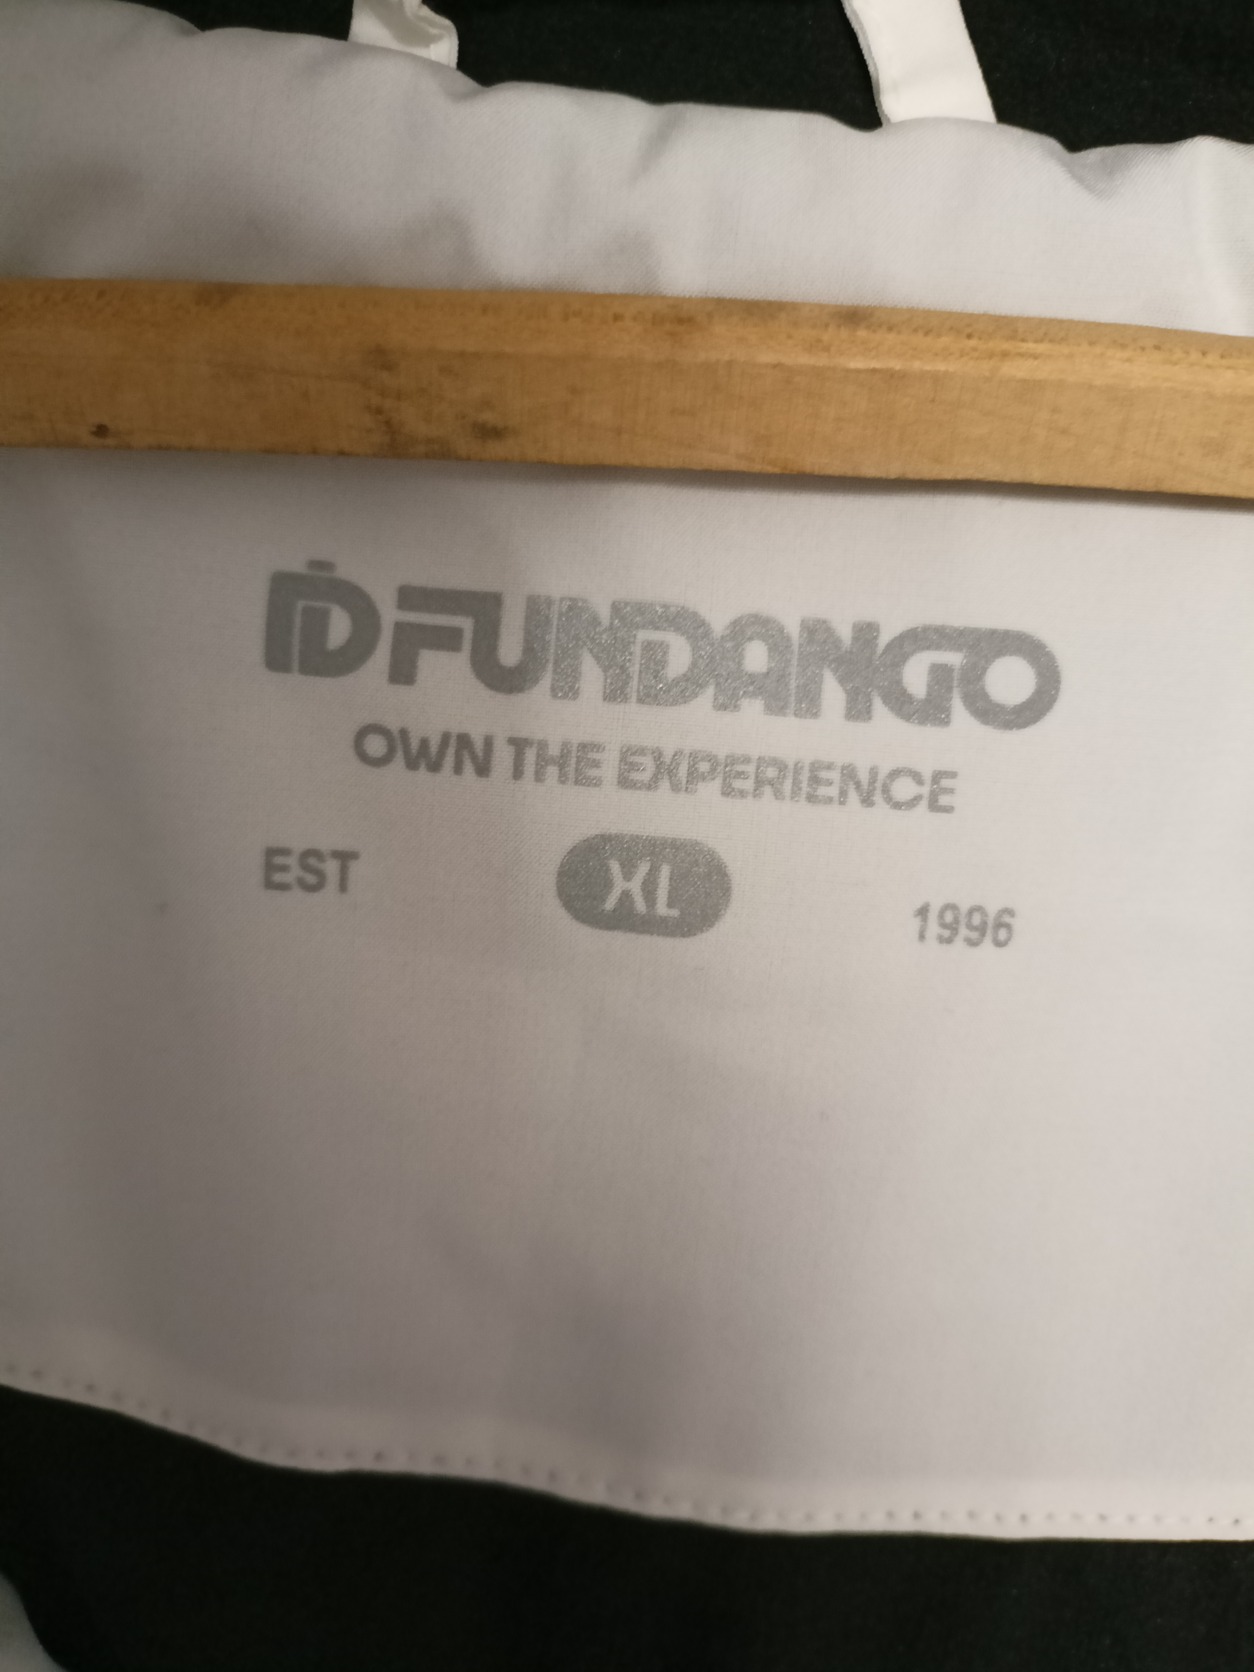 FUNDANGO
OWN THE EXPERIENCE
EST XL 1996